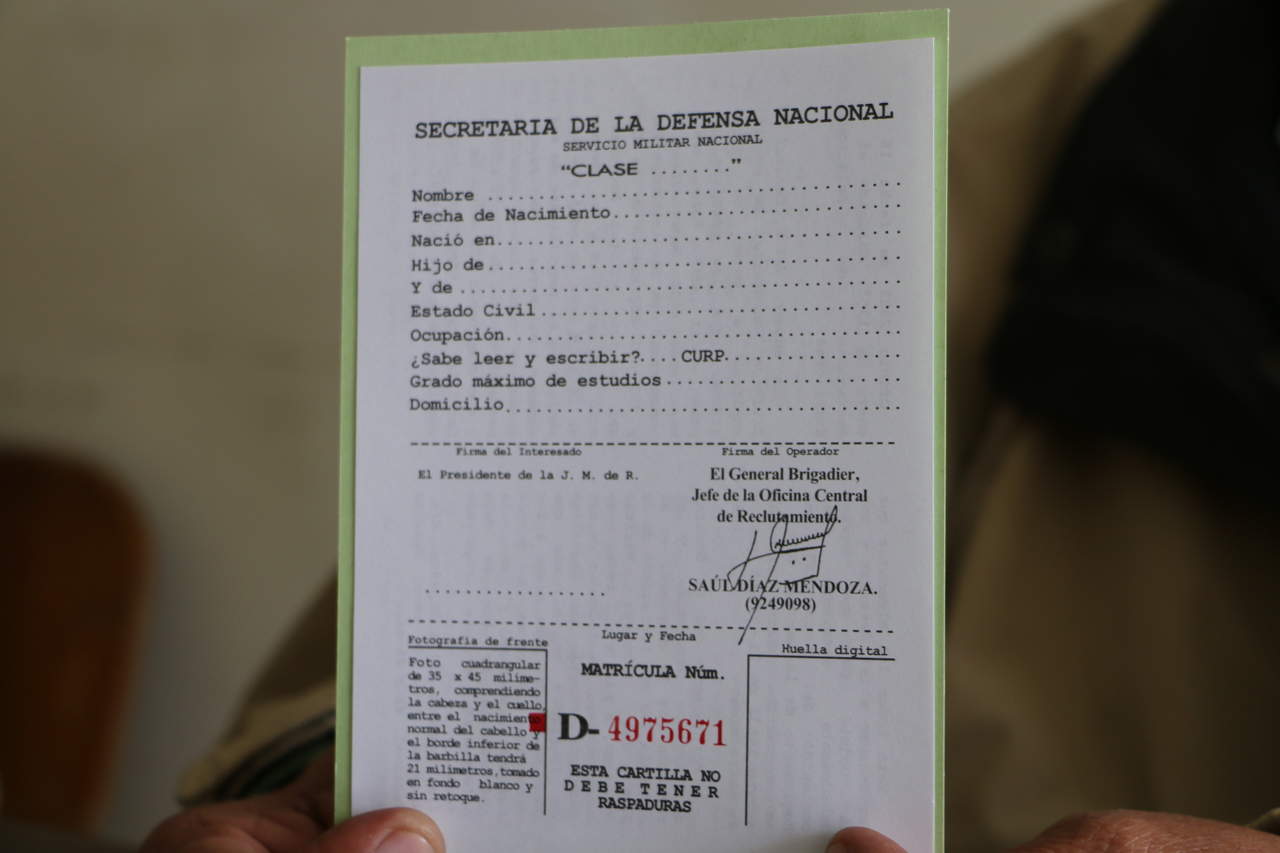 SECRETARIA DE LA DEFENSA NACIONAL
SERVICIO MILITAR NACIONAL
"CLASE ........"
Nombre ........................................
Fecha de Nacimiento............................
Nació en.......................................
Hijo de........................................
Y de ..........................................
Estado Civil...................................
Ocupación......................................
¿Sabe leer y escribir?.... CURP................
Grado máximo de estudios.......................
Domicilio......................................
Firma del Interesado
Firma del Operador
El Presidente de la J. M. de R.
El General Brigadier,
Jefe de la Oficina Central
de Reclutamiento.
SAÚL DÍAZ MENDOZA.
(9249098)
Lugar y Fecha
Fotografia de frente
Foto cuadrangular
de 35 x 45 milime-
tros, comprendiendo
la cabeza y el cuello,
entre el nacimiento
normal del cabello y
el borde inferior de
la barbilla tendrá
21 milimetros, tomado
en fondo blanco y
sin retoque.
MATRÍCULA Núm.
D- 4975671
ESTA CARTILLA NO
DEBE TENER
RASPADURAS
Huella digital